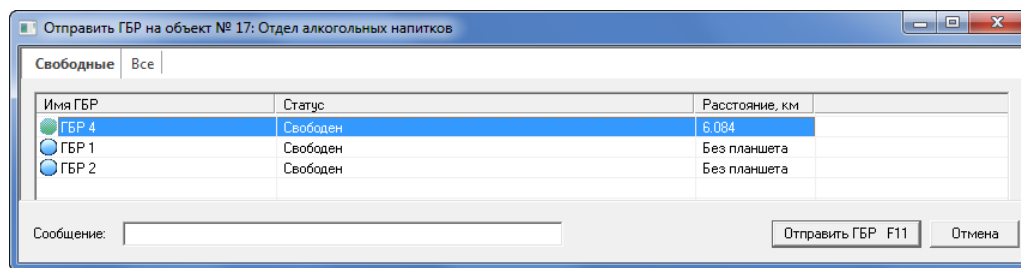 Отправить ГБР на объект № 17: Отдел алкогольных напитков
Свободные Все
Имя ГБР Статус Расстояние, км
ГБР 4 Свободен 6.084
ГБР 1 Свободен Без планшета
ГБР 2 Свободен Без планшета
Сообщение: Отправить ГБР F11 Отмена